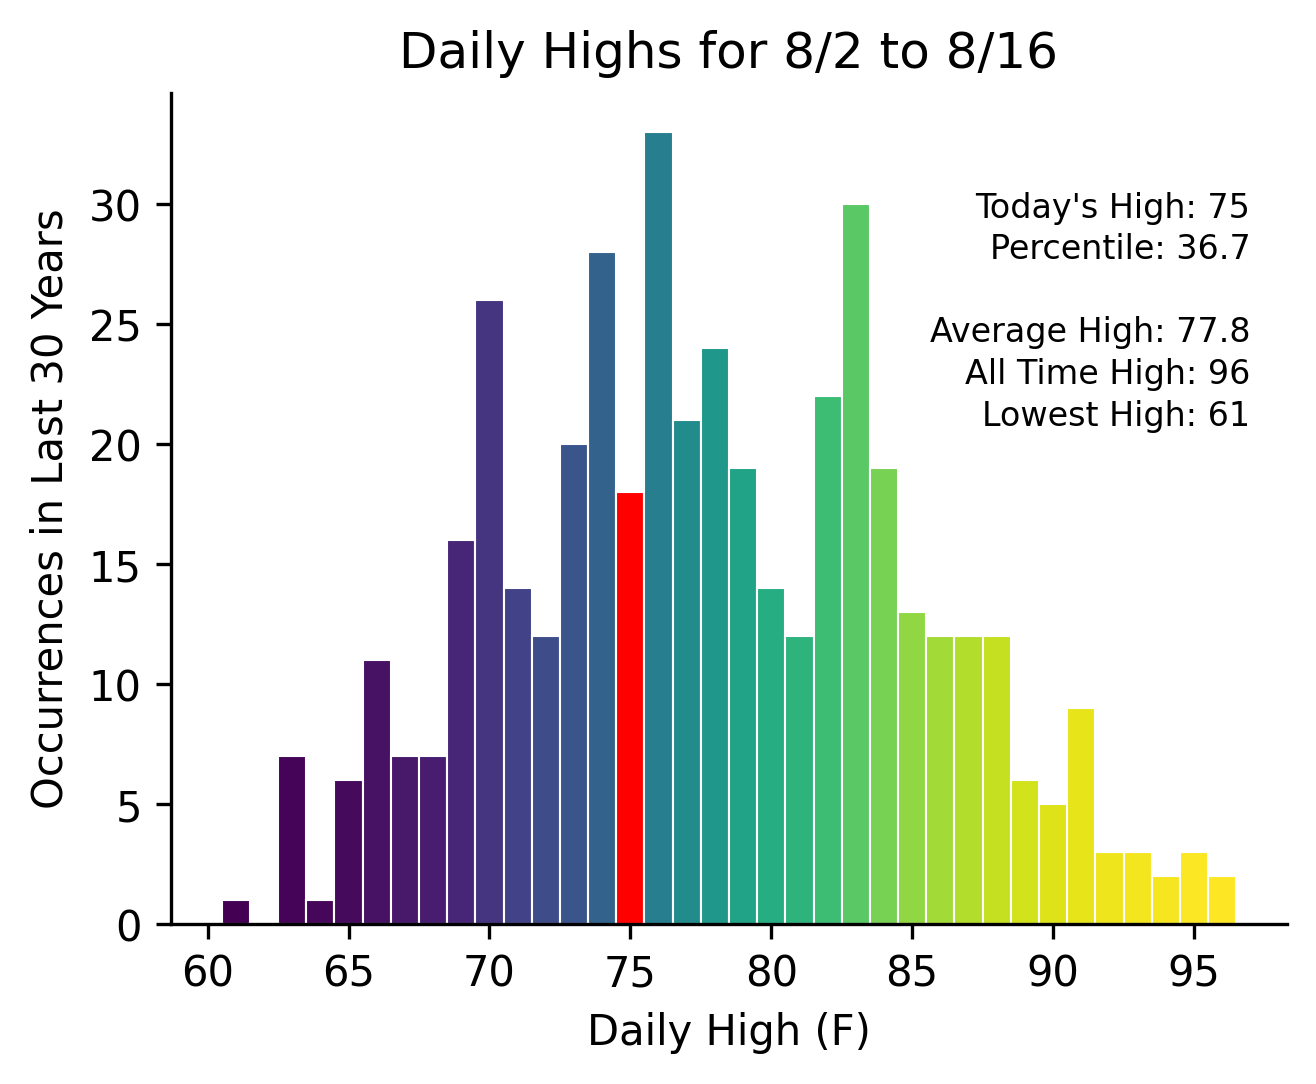 Daily Highs for 8/2 to 8/16
Occurrences in Last 30 Years
30
25
20
15
10
5
0
Today's High: 75
Percentile: 36.7
Average High: 77.8
All Time High: 96
Lowest High: 61
60 65 70 75 80 85 90 95
Daily High (F)